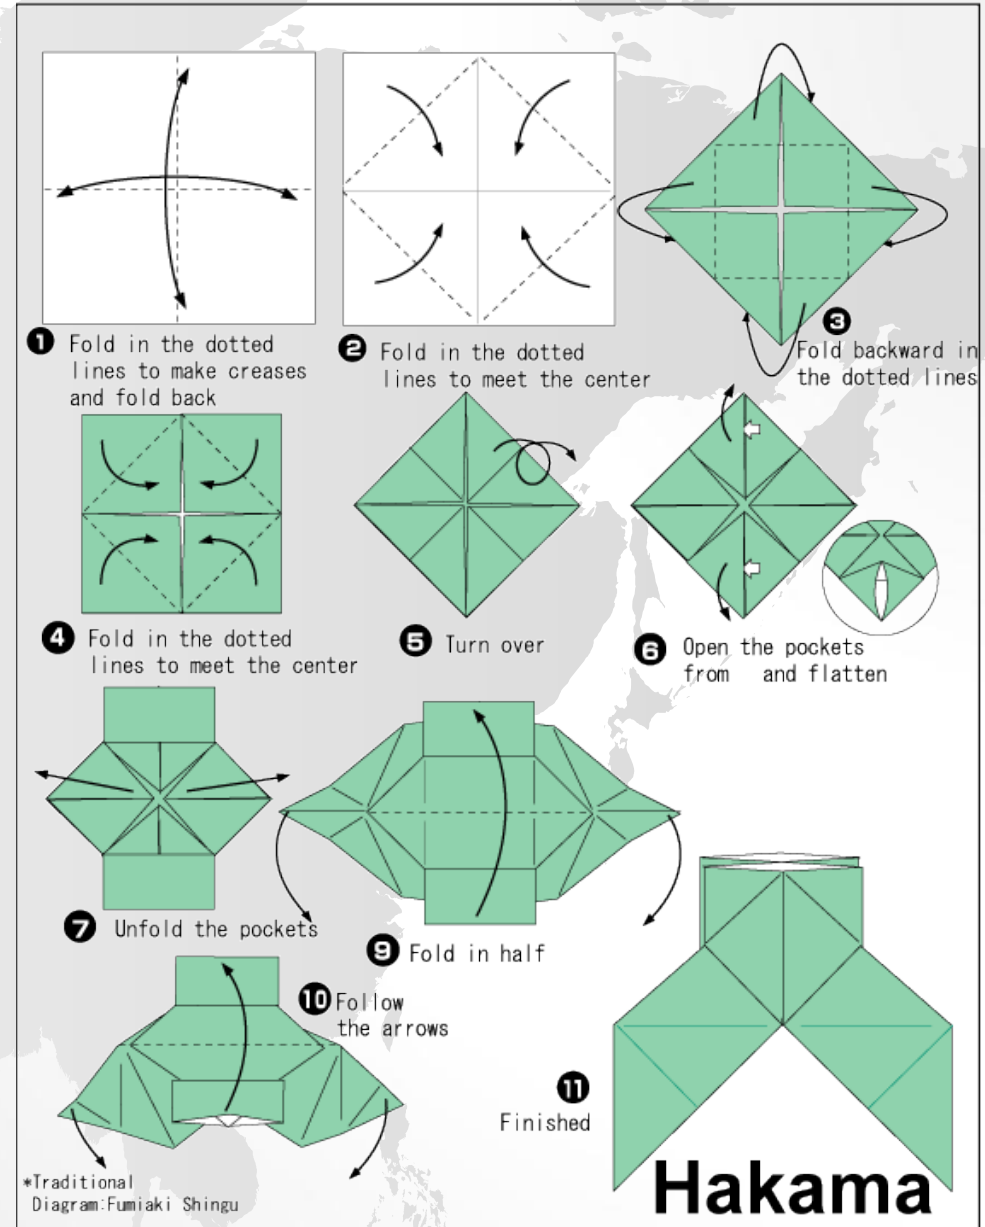 1 Fold in the dotted
lines to make creases
and fold back
2 Fold in the dotted
lines to meet the center
3
Fold backward in
the dotted lines
4 Fold in the dotted
lines to meet the center
5 Turn over
6 Open the pockets
from and flatten
7 Unfold the pockets
9 Fold in half
10 Follow
the arrows
11
Finished
*Traditional
Diagram:Fumiaki Shingu
Hakama